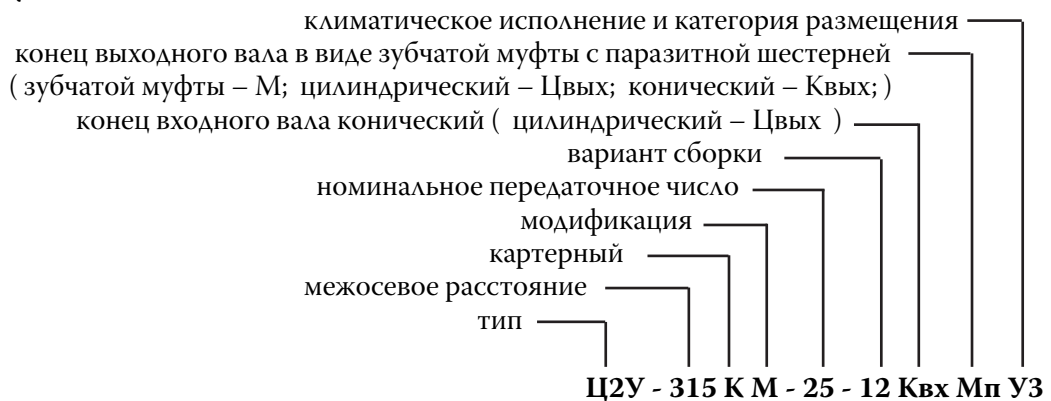 климатическое исполнение и категория размещения
конец выходного вала в виде зубчатой муфты с паразитной шестерней
( зубчатой муфты – М; цилиндрический – Цвых; конический – Квых; )
конец входного вала конический ( цилиндрический – Цвых )
вариант сборки
номинальное передаточное число
модификация
картерный
межосевое расстояние
тип
Ц2У - 315 К М - 25 - 12 Квх Мп У3